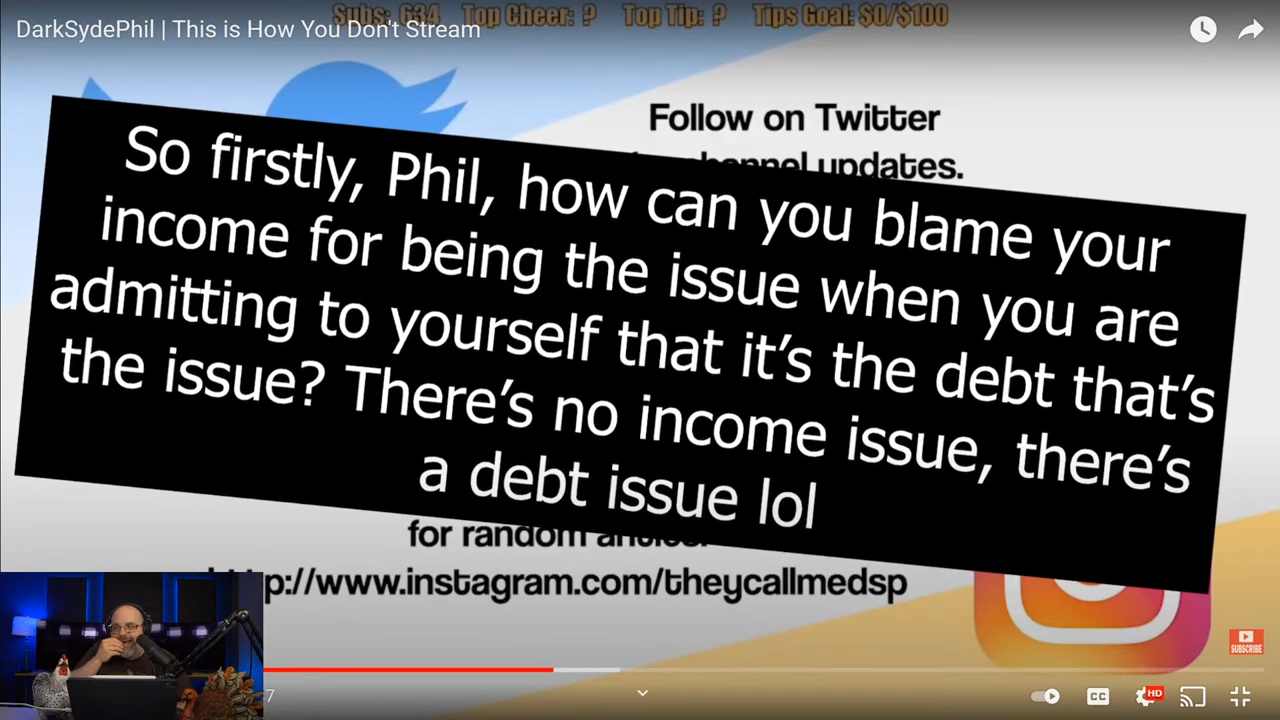 Subs: 634 Top Cheer: ? Top Tip: ? Tips Goal: $0/$100
DarkSydePhil | This is How You Don't Stream
Follow on Twitter
channel updates.
So firstly, Phil, how can you blame your
income for being the issue when you are
admitting to yourself that it’s the debt that’s
the issue? There’s no income issue, there’s
a debt issue lol
for random
http://www.instagram.com/theycallmedsp
SUBSCRIBE
7
CC
HD